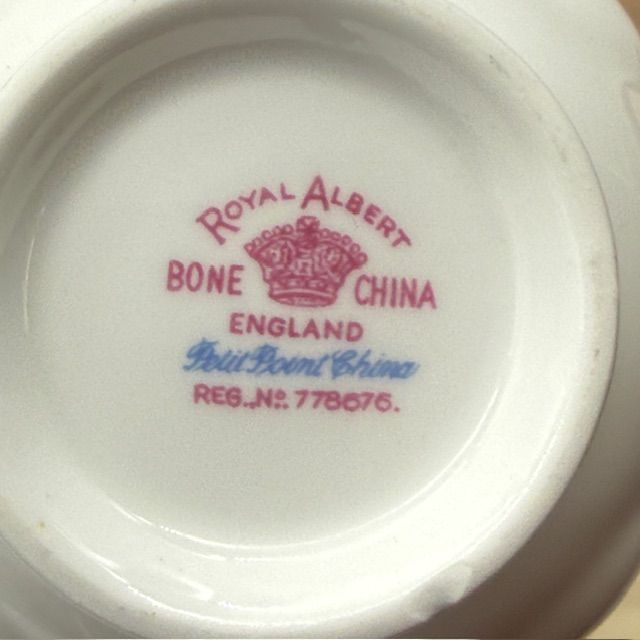 ROYAL ALBERT
BONE CHINA
ENGLAND
Petit Point China
REG. No. 778676.